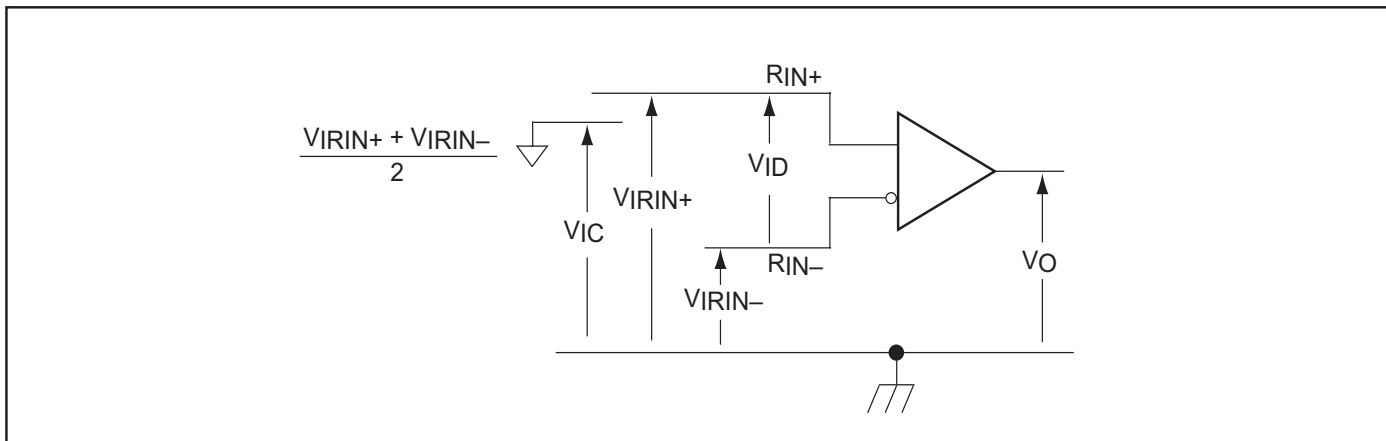 RIN+
VIRIN+ + VIRIN–
2
VID
VIRIN+
VIC
RIN–
VO
VIRIN–